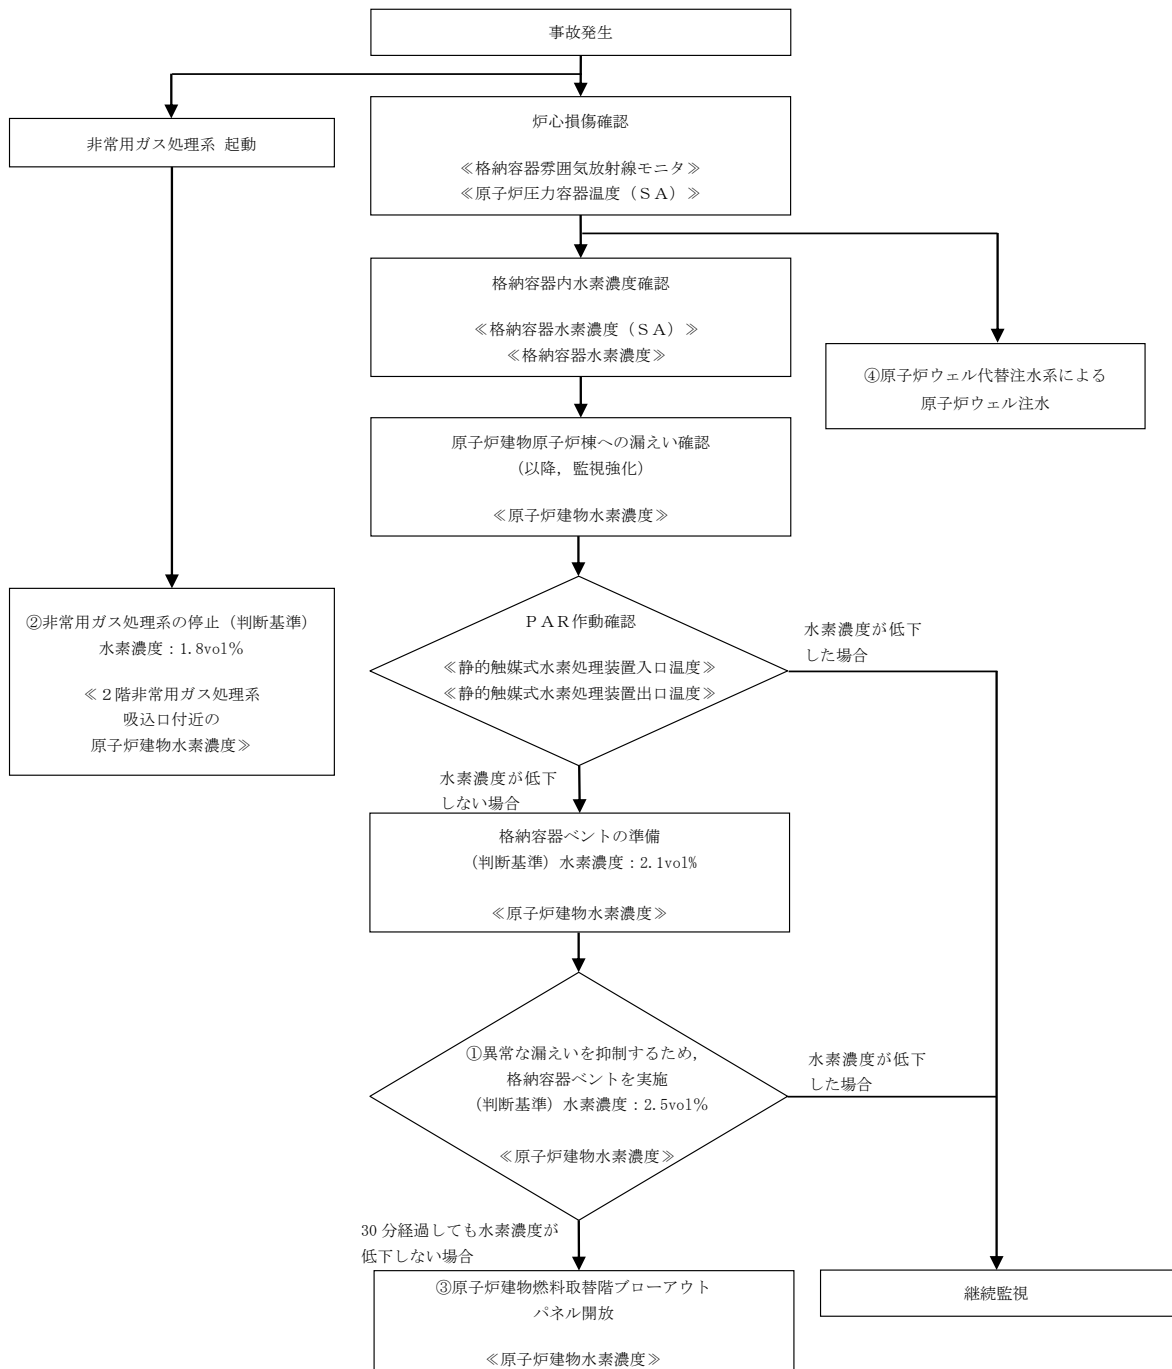 事故発生
非常用ガス処理系 起動
炉心損傷確認
≪格納容器雰囲気放射線モニタ≫
≪原子炉圧力容器温度（ＳＡ）≫
格納容器内水素濃度確認
≪格納容器水素濃度（ＳＡ）≫
≪格納容器水素濃度≫
④原子炉ウェル代替注水系による
原子炉ウェル注水
原子炉建物原子炉棟への漏えい確認
（以降，監視強化）
≪原子炉建物水素濃度≫
②非常用ガス処理系の停止（判断基準）
水素濃度：1.8vol％
≪２階非常用ガス処理系
吸込口付近の
原子炉建物水素濃度≫
ＰＡＲ作動確認
≪静的触媒式水素処理装置入口温度≫
≪静的触媒式水素処理装置出口温度≫
水素濃度が低下
した場合
水素濃度が低下
しない場合
格納容器ベントの準備
（判断基準）水素濃度：2.1vol%
≪原子炉建物水素濃度≫
①異常な漏えいを抑制するため，
格納容器ベントを実施
（判断基準）水素濃度：2.5vol％
≪原子炉建物水素濃度≫
水素濃度が低下
した場合
30 分経過しても水素濃度が
低下しない場合
③原子炉建物燃料取替階ブローアウト
パネル開放
≪原子炉建物水素濃度≫
継続監視